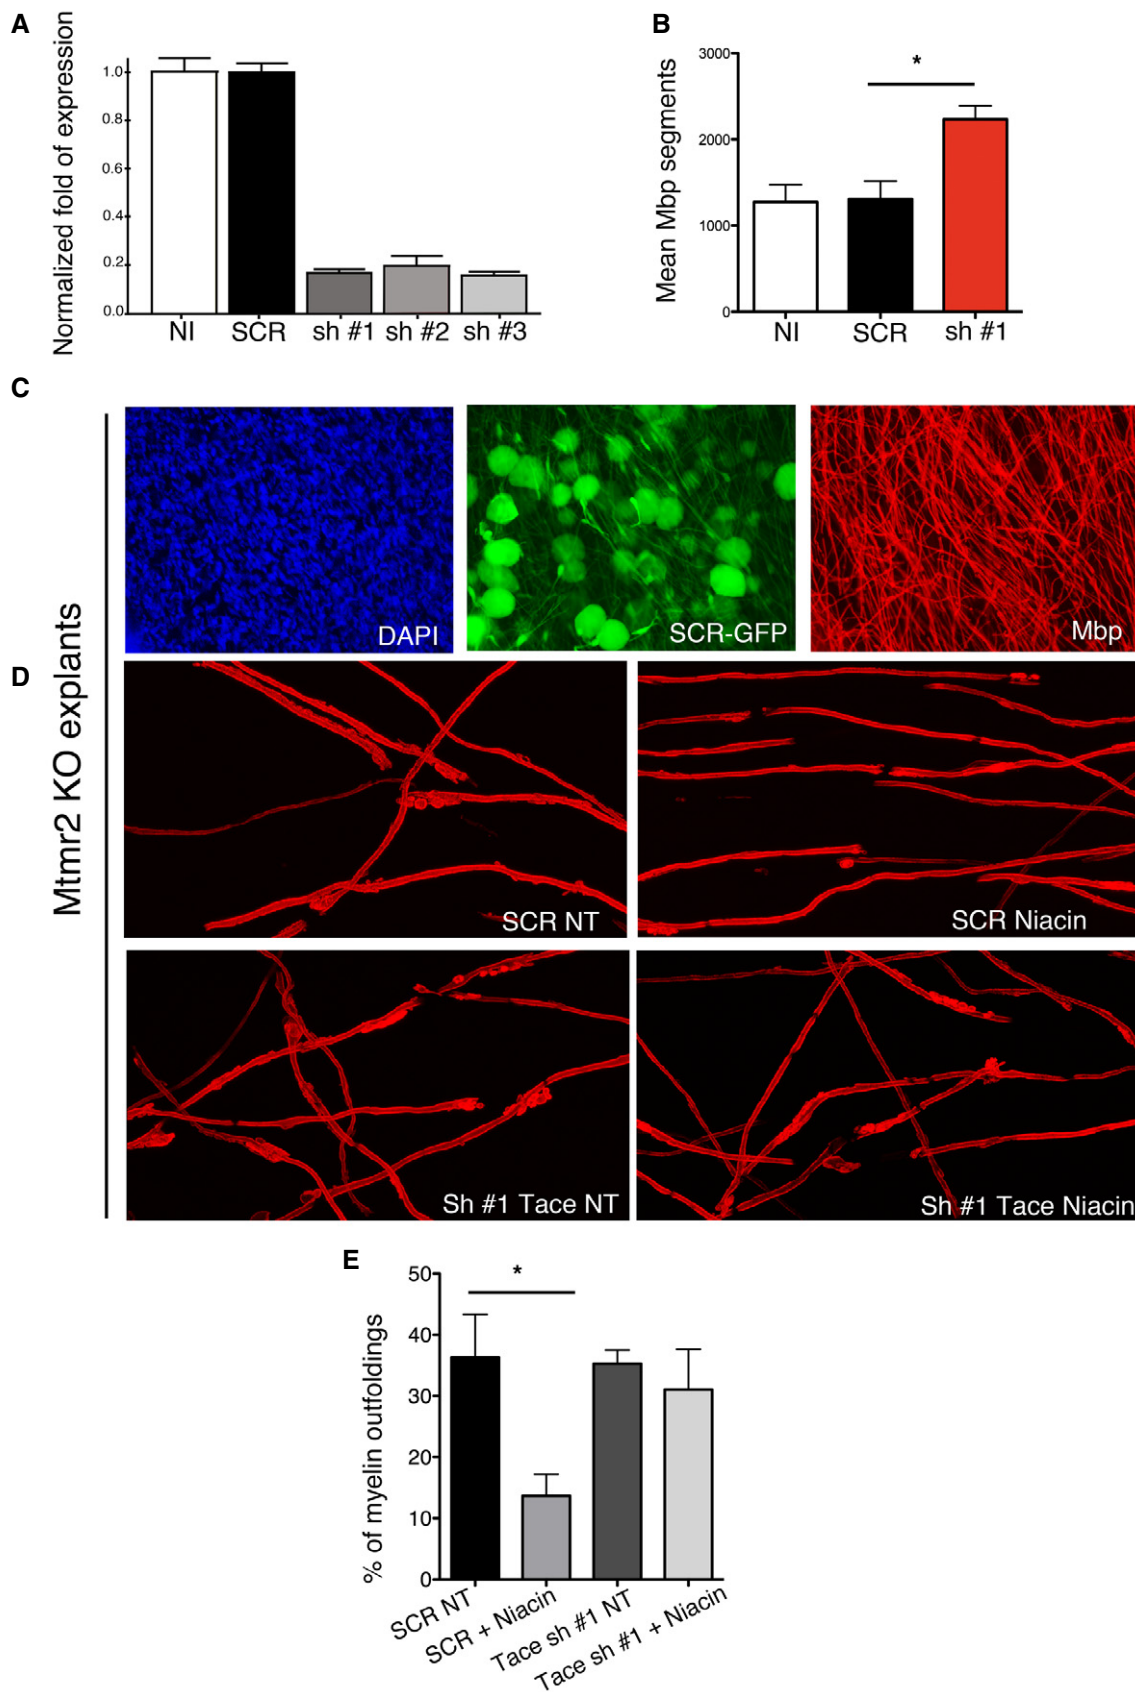 A
Normalized fold of expression
1.0
0.8
0.6
0.4
0.2
0.0
NI
SCR
sh #1
sh #2
sh #3
B
Mean Mbp segments
3000
2000
1000
0
*
NI
SCR
sh #1
C
Mtmr2 KO explants
DAPI
SCR-GFP
Mbp
D
SCR NT
SCR Niacin
Sh #1 Tace NT
Sh #1 Tace Niacin
E
% of myelin outfoldings
50
40
30
20
10
0
*
SCR NT
SCR + Niacin
Tace sh #1 NT
Tace sh #1 + Niacin